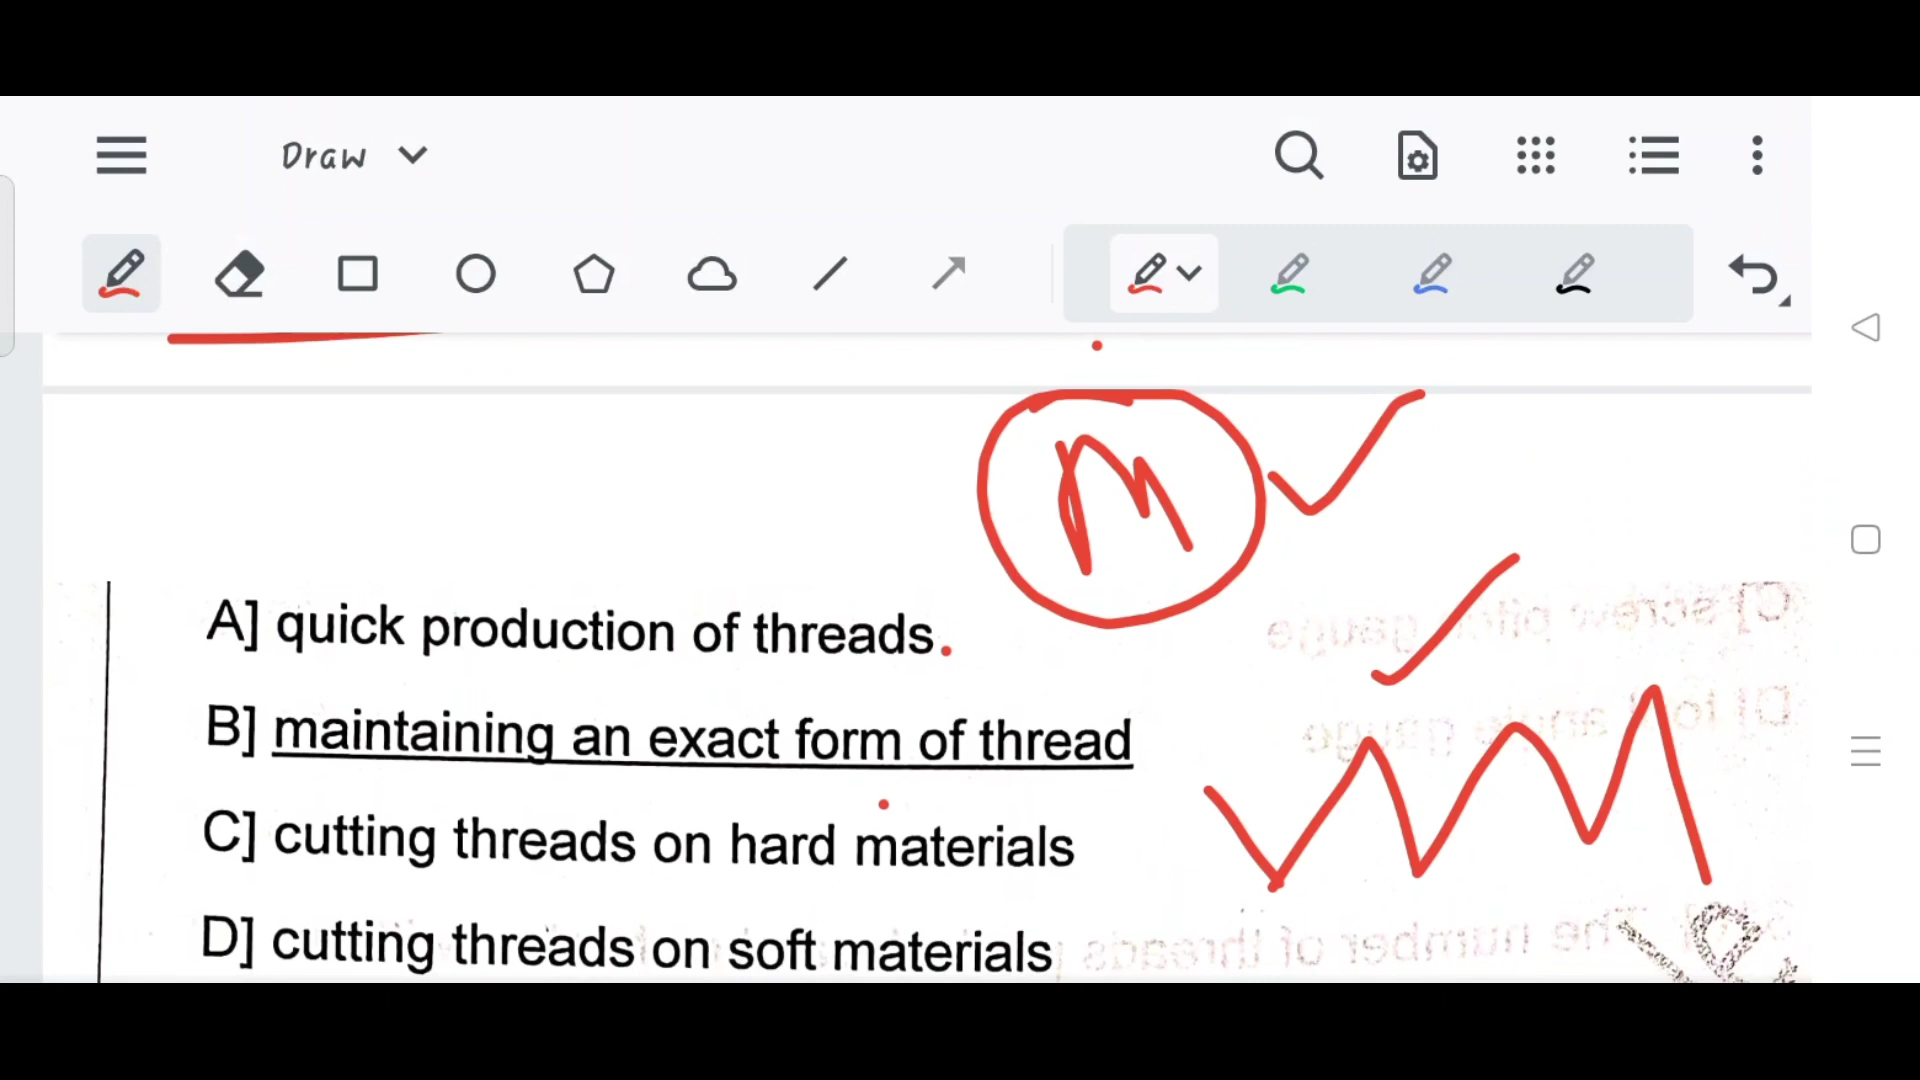 Draw
M
A] quick production of threads.
B] maintaining an exact form of thread
C] cutting threads on hard materials
D] cutting threads on soft materials